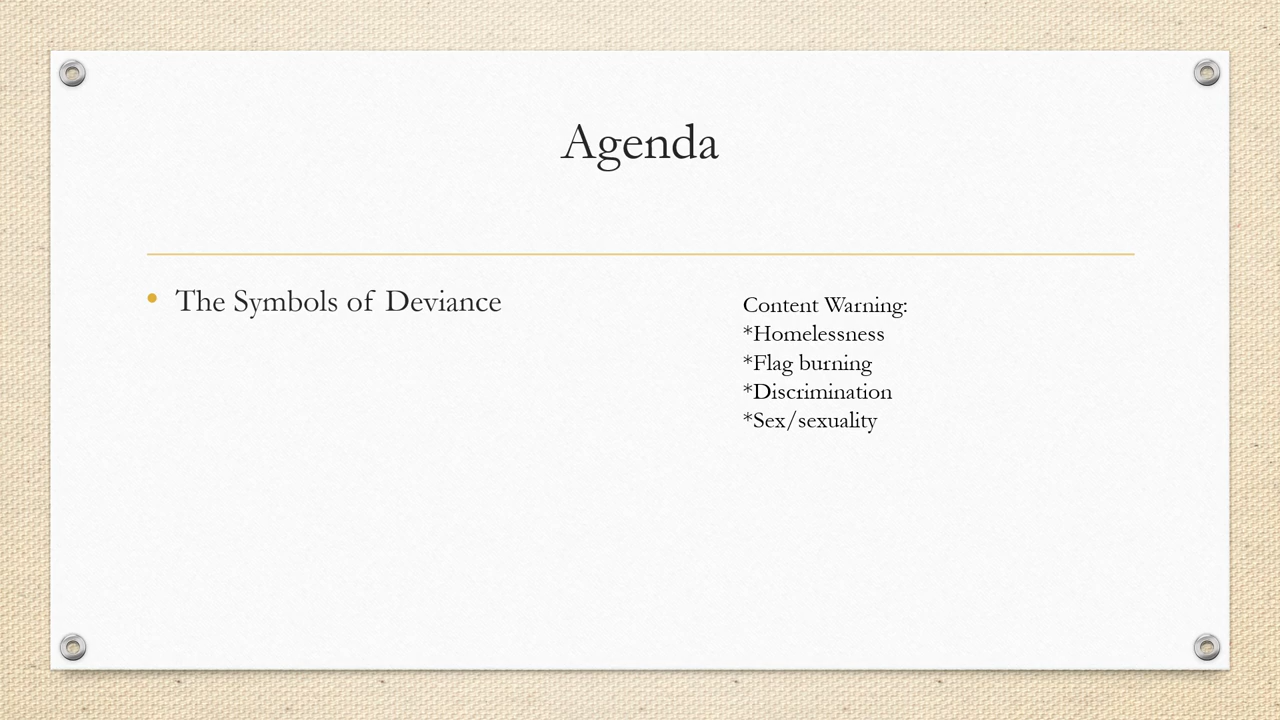 Agenda
• The Symbols of Deviance
Content Warning:
*Homelessness
*Flag burning
*Discrimination
*Sex/sexuality